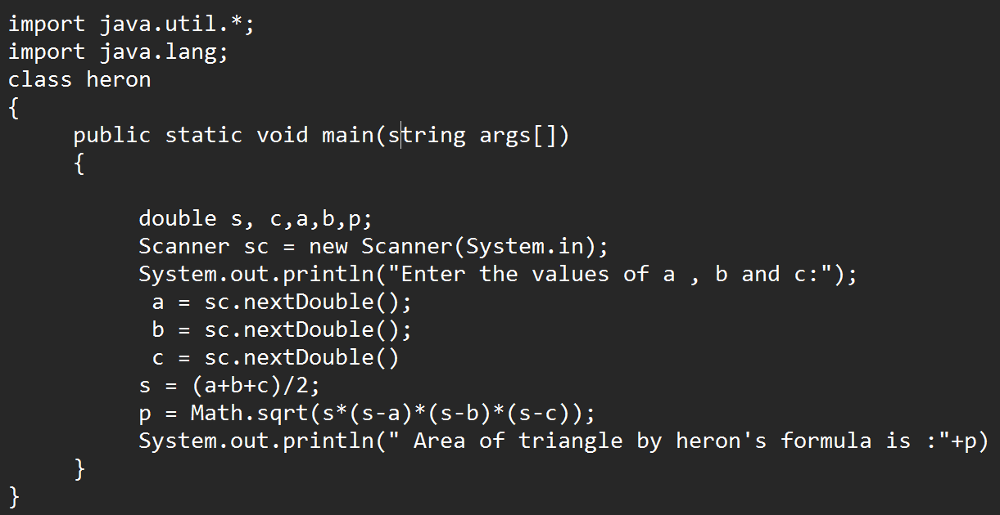 import java.util.*;
import java.lang;
class heron
{
public static void main(string args[])
{
double s, c,a,b,p;
Scanner sc = new Scanner(System.in);
System.out.println("Enter the values of a , b and c:");
a = sc.nextDouble();
b = sc.nextDouble();
c = sc.nextDouble()
s = (a+b+c)/2;
p = Math.sqrt(s*(s-a)*(s-b)*(s-c));
System.out.println(" Area of triangle by heron's formula is :"+p)
}
}